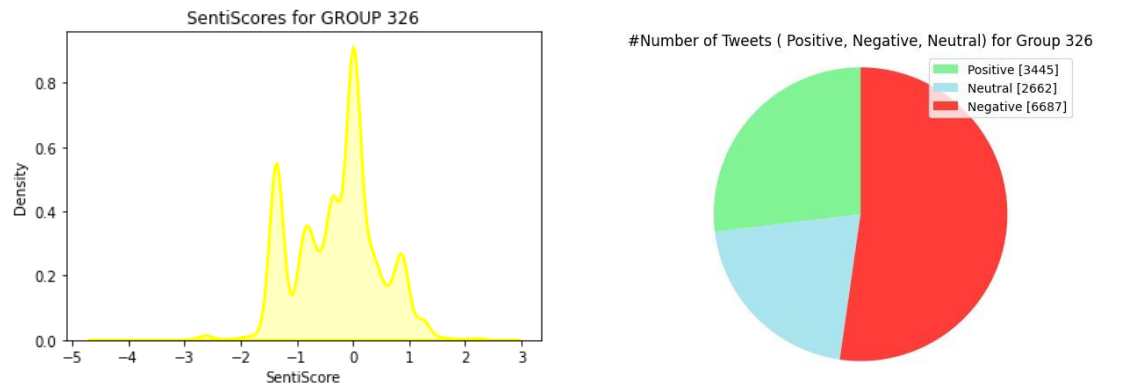 SentiScores for GROUP 326
Density
0.8
0.6
0.4
0.2
0.0
−5 −4 −3 −2 −1 0 1 2 3
SentiScore
#Number of Tweets ( Positive, Negative, Neutral) for Group 326
Positive [3445]
Neutral [2662]
Negative [6687]